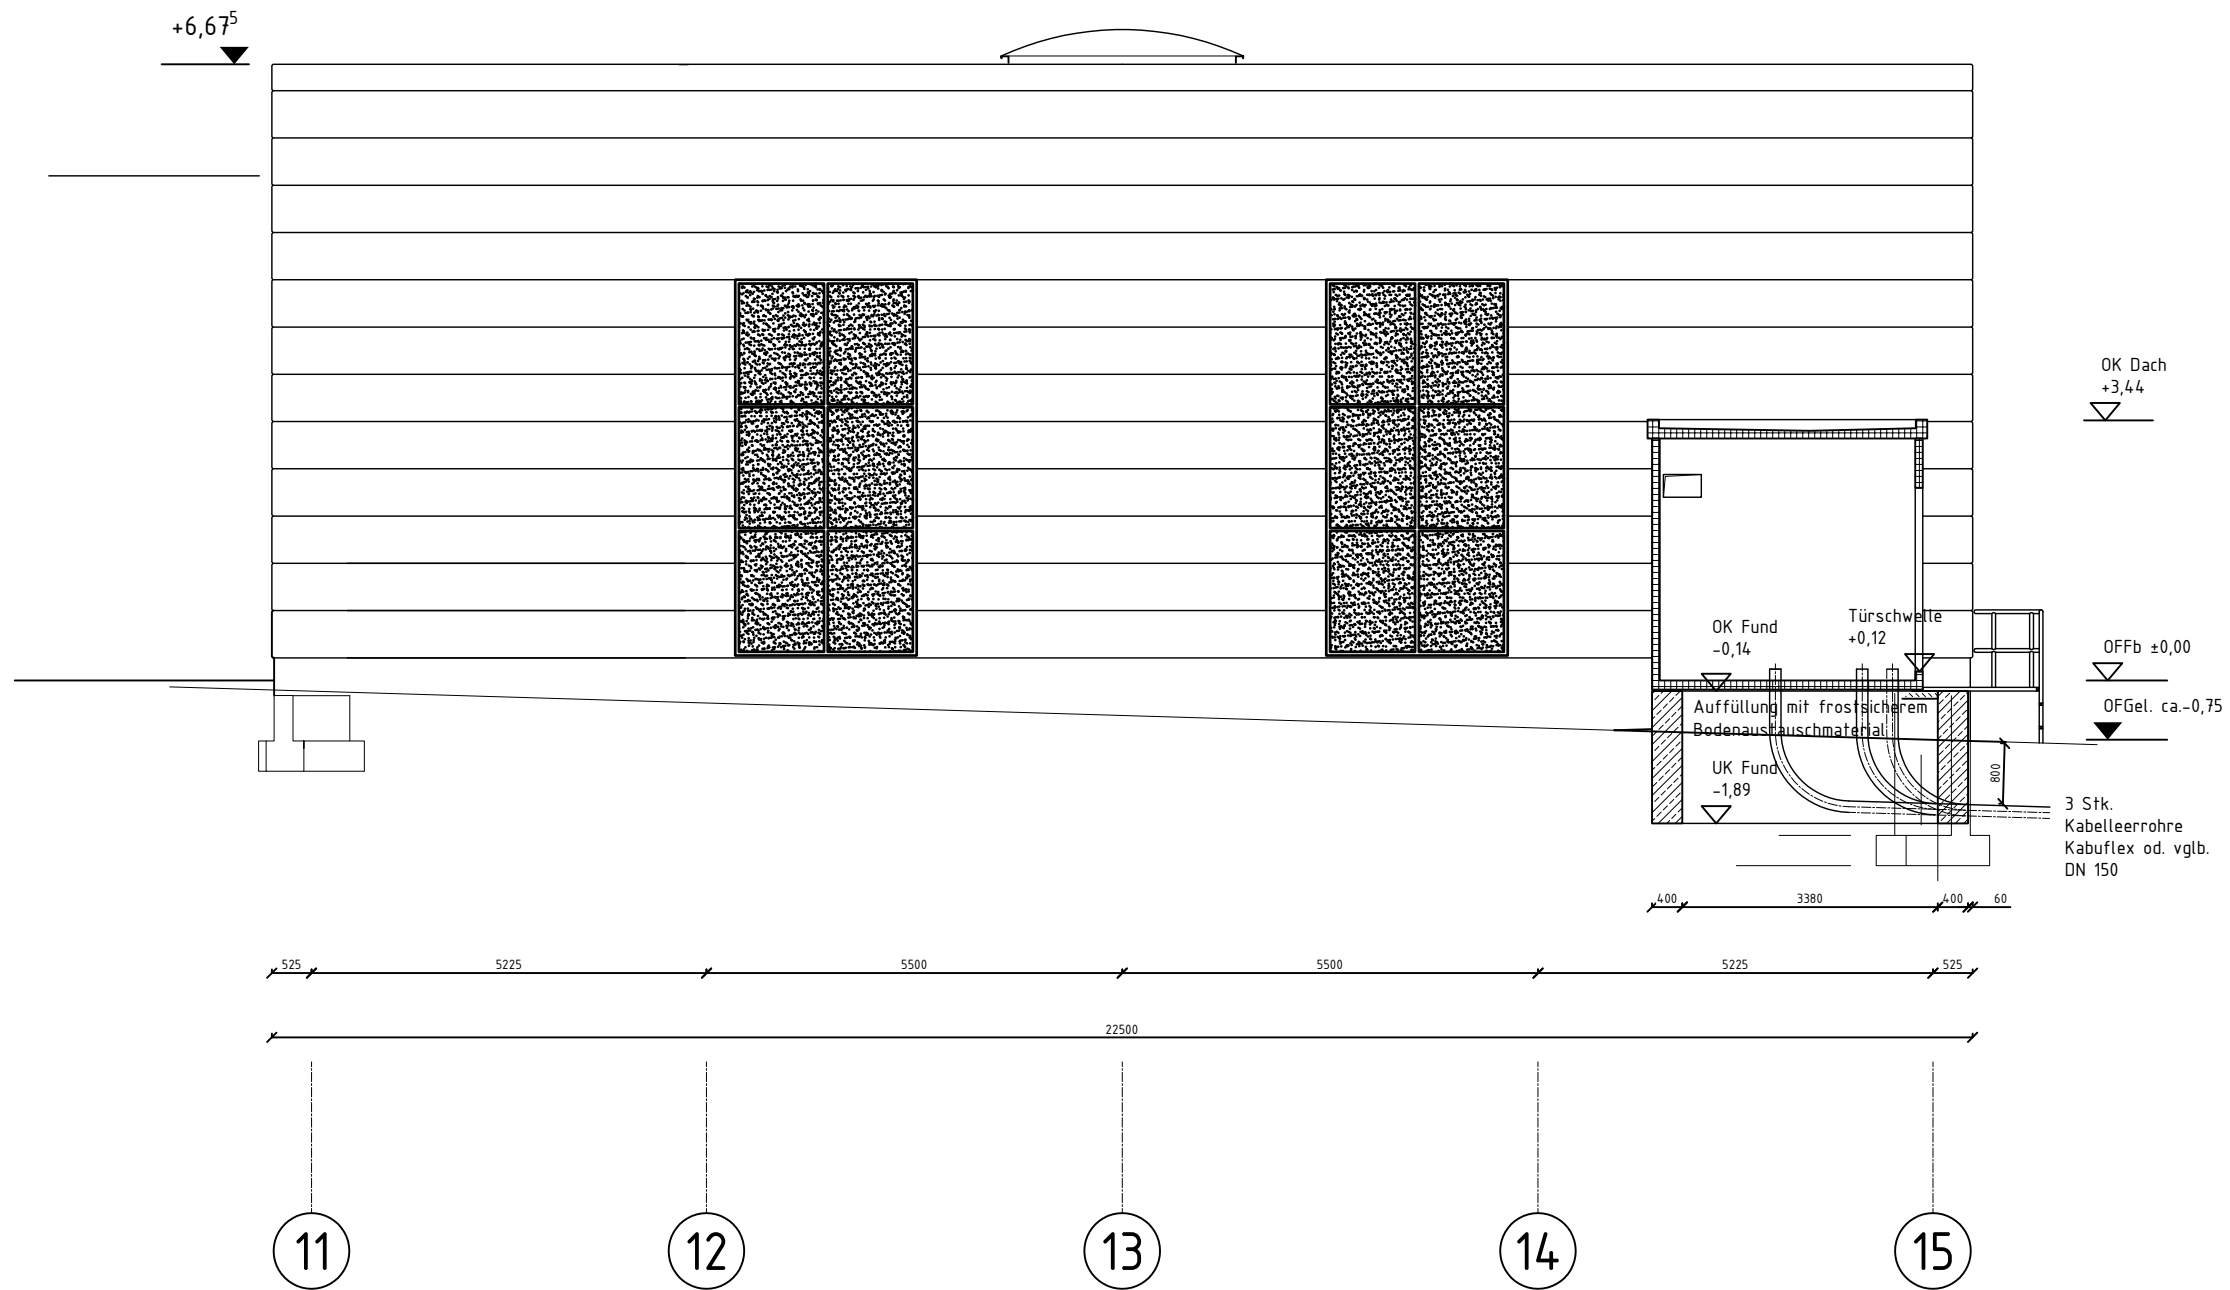 +6,67⁵
OK Dach
+3,44
OK Fund
-0,14
Türschwelle
+0,12
OFFb ±0,00
OFGel. ca.-0,75
Auffüllung mit frostsicherem
Bodenaustauschmaterial
UK Fund
-1,89
800
3 Stk.
Kabelleerrohre
Kabuflex od. vglb.
DN 150
400 3380 400 60
525 5225 5500 5500 5225 525
22500
11 12 13 14 15